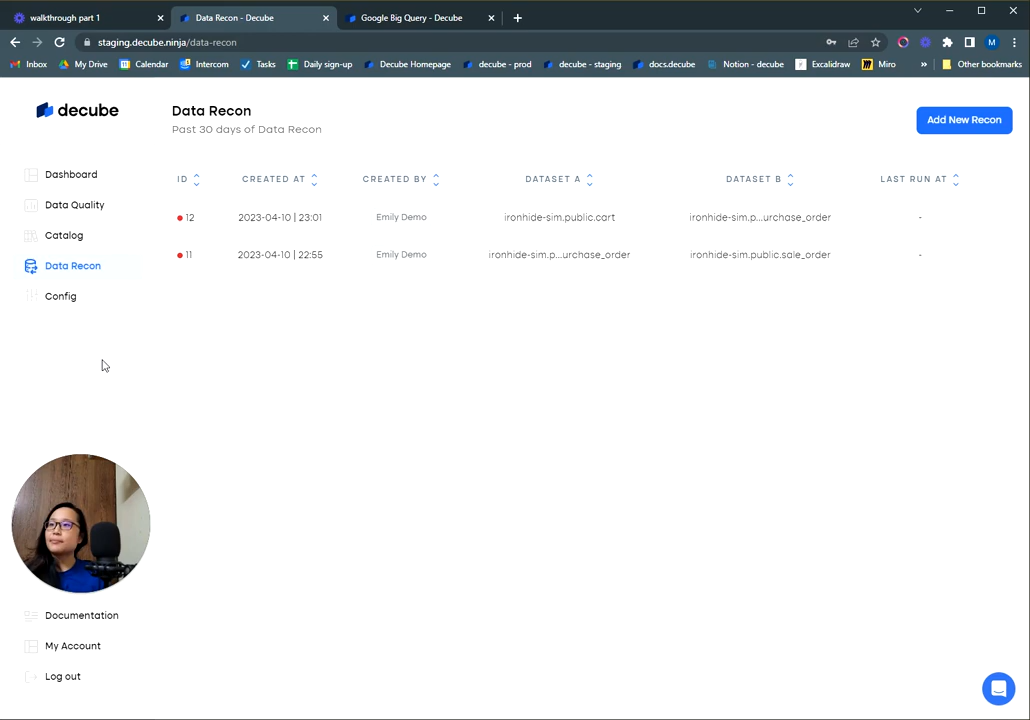 walkthrough part 1
Data Recon - Decube
Google Big Query - Decube
staging.decube.ninja/data-recon
M
Inbox
My Drive
Calendar
Intercom
Tasks
Daily sign-up
Decube Homepage
decube - prod
decube - staging
docs.decube
Notion - decube
Excalidraw
Miro
»
Other bookmarks
decube
Data Recon
Past 30 days of Data Recon
Add New Recon
Dashboard
Data Quality
Catalog
Data Recon
Config
ID CREATED AT CREATED BY DATASET A DATASET B LAST RUN AT
12 2023-04-10 | 23:01 Emily Demo ironhide-sim.public.cart ironhide-sim.p...urchase_order -
11 2023-04-10 | 22:55 Emily Demo ironhide-sim.p...urchase_order ironhide-sim.public.sale_order -
Documentation
My Account
Log out